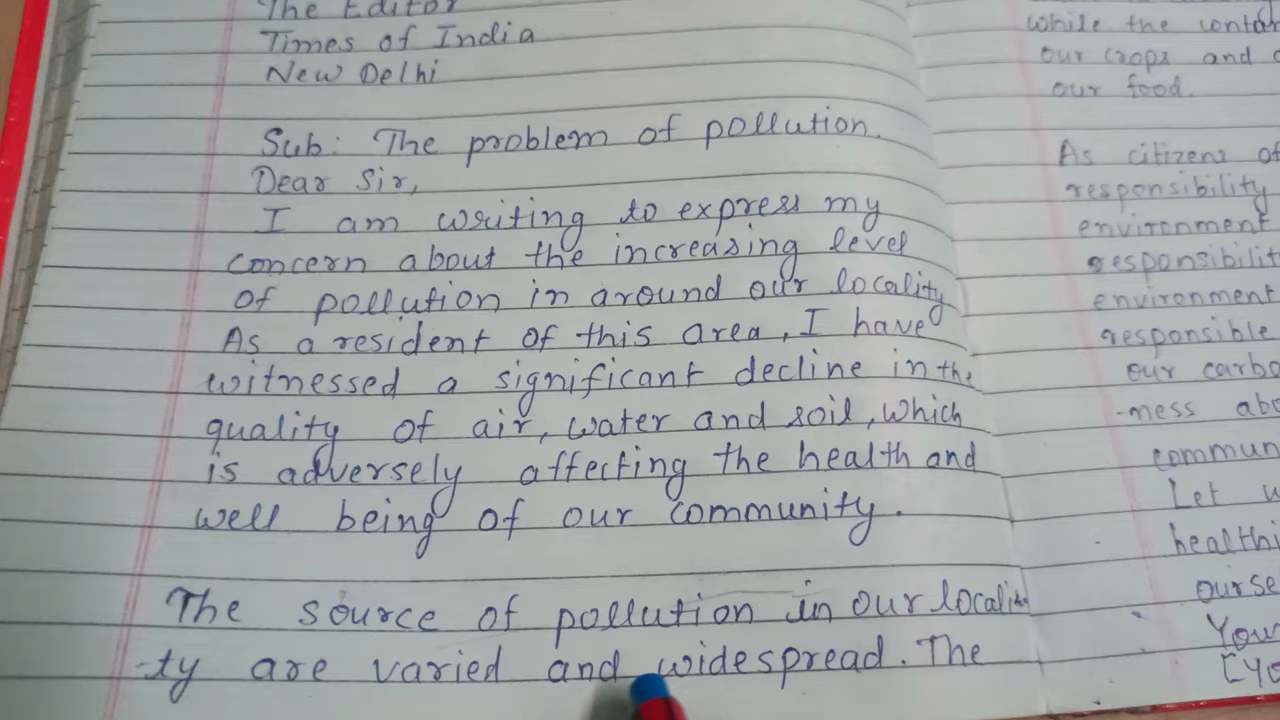 The Editor
Times of India
New Delhi
Sub: The problem of pollution.
Dear Sir,
I am writing to express my
concern about the increasing level
of pollution in around our locality
As a resident of this area, I have
witnessed a significant decline in the
quality of air, water and soil, which
is adversely affecting the health and
well being of our community.
The source of pollution in our locali
-ty are varied and widespread. The
while the
our crops and
our food.
As citizens of
responsibility
environment
responsibilit
environment
responsible
our carbo
-ness abo
commun
Let u
healthi
ourse
You